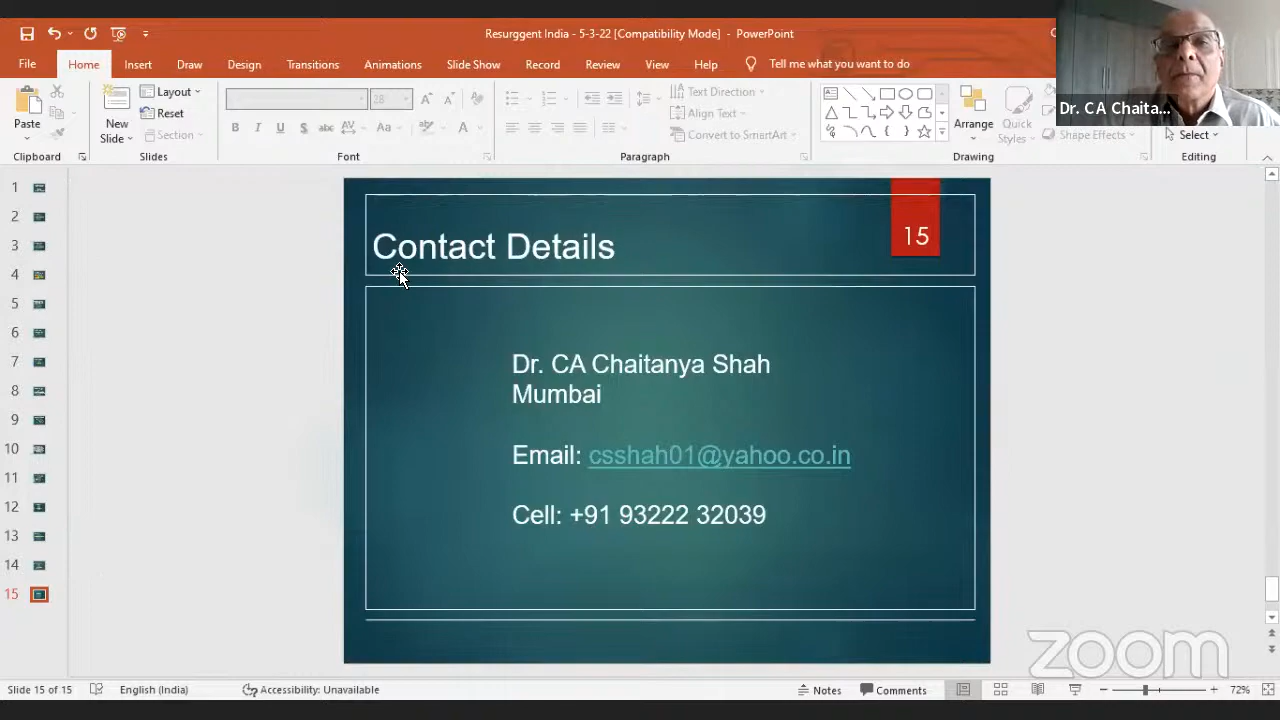 Resurggent India - 5-3-22 [Compatibility Mode] - PowerPoint
File Home Insert Draw Design Transitions Animations Slide Show Record Review View Help Tell me what you want to do
Dr. CA Chaita...
Paste
New
Slide
Layout
Reset
Section
28
Text Direction
Align Text
Convert to SmartArt
Arrange
Quick
Styles
Shape Effects
Select
Clipboard Slides Font Paragraph Drawing Editing
1
2
3
4
5
6
7
8
9
10
11
12
13
14
15
15
Contact Details
Dr. CA Chaitanya Shah
Mumbai
Email: csshah01@yahoo.co.in
Cell: +91 93222 32039
zoom
Slide 15 of 15 English (India) Accessibility: Unavailable Notes Comments 72%